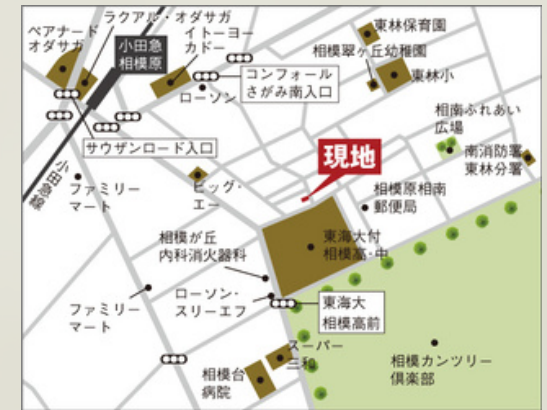 ラクアル・オダサガ
ペアナード
オダサガ
小田急
相模原
イトーヨー
カドー
ローソン
コンフォール
さがみ南入口
東林保育園
相模翠ヶ丘幼稚園
東林小
相南ふれあい
広場
南消防署
東林分署
サウザンロード入口
小田急線
ファミリー
マート
ビッグ・
エー
現地
相模原相南
郵便局
相模が丘
内科消火器科
東海大付
相模高・中
ローソン・
スリーエフ
東海大
相模高前
ファミリー
マート
スーパー
三和
相模台
病院
相模カンツリー
倶楽部